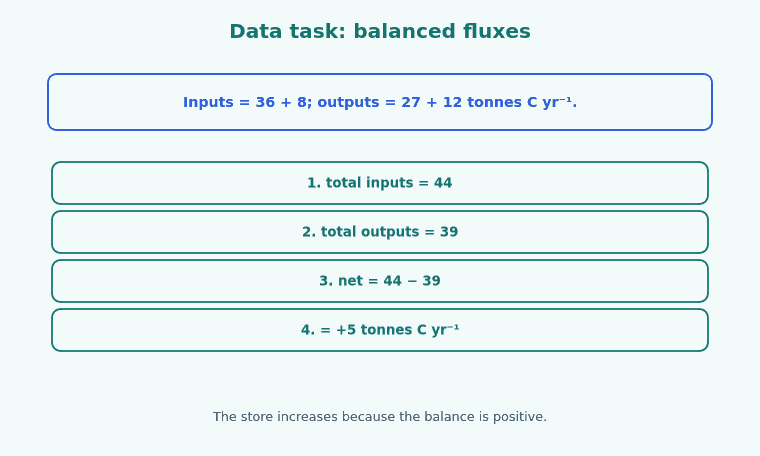 Data task: balanced fluxes
Inputs = 36 + 8; outputs = 27 + 12 tonnes C yr⁻¹.
1. total inputs = 44
2. total outputs = 39
3. net = 44 − 39
4. = +5 tonnes C yr⁻¹
The store increases because the balance is positive.